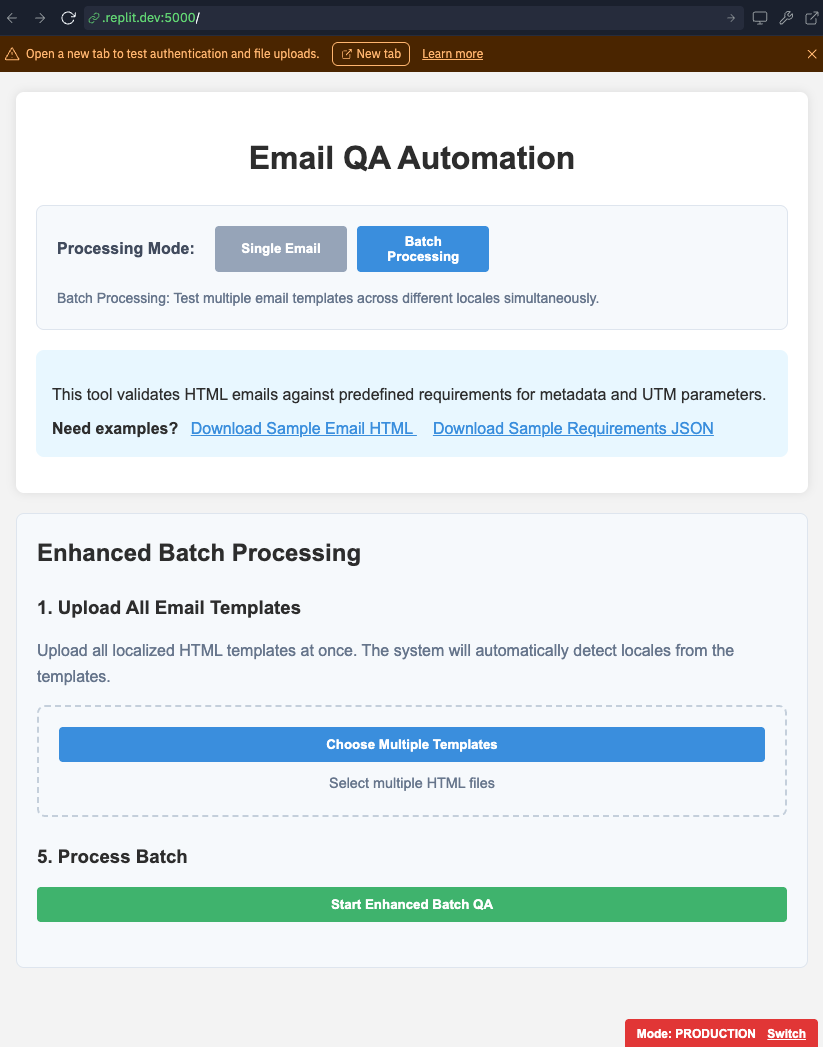 .replit.dev:5000/
Open a new tab to test authentication and file uploads. New tab Learn more
Email QA Automation
Processing Mode: Single Email Batch
Processing
Batch Processing: Test multiple email templates across different locales simultaneously.
This tool validates HTML emails against predefined requirements for metadata and UTM parameters.
Need examples? Download Sample Email HTML Download Sample Requirements JSON
Enhanced Batch Processing
1. Upload All Email Templates
Upload all localized HTML templates at once. The system will automatically detect locales from the
templates.
Choose Multiple Templates
Select multiple HTML files
5. Process Batch
Start Enhanced Batch QA
Mode: PRODUCTION Switch